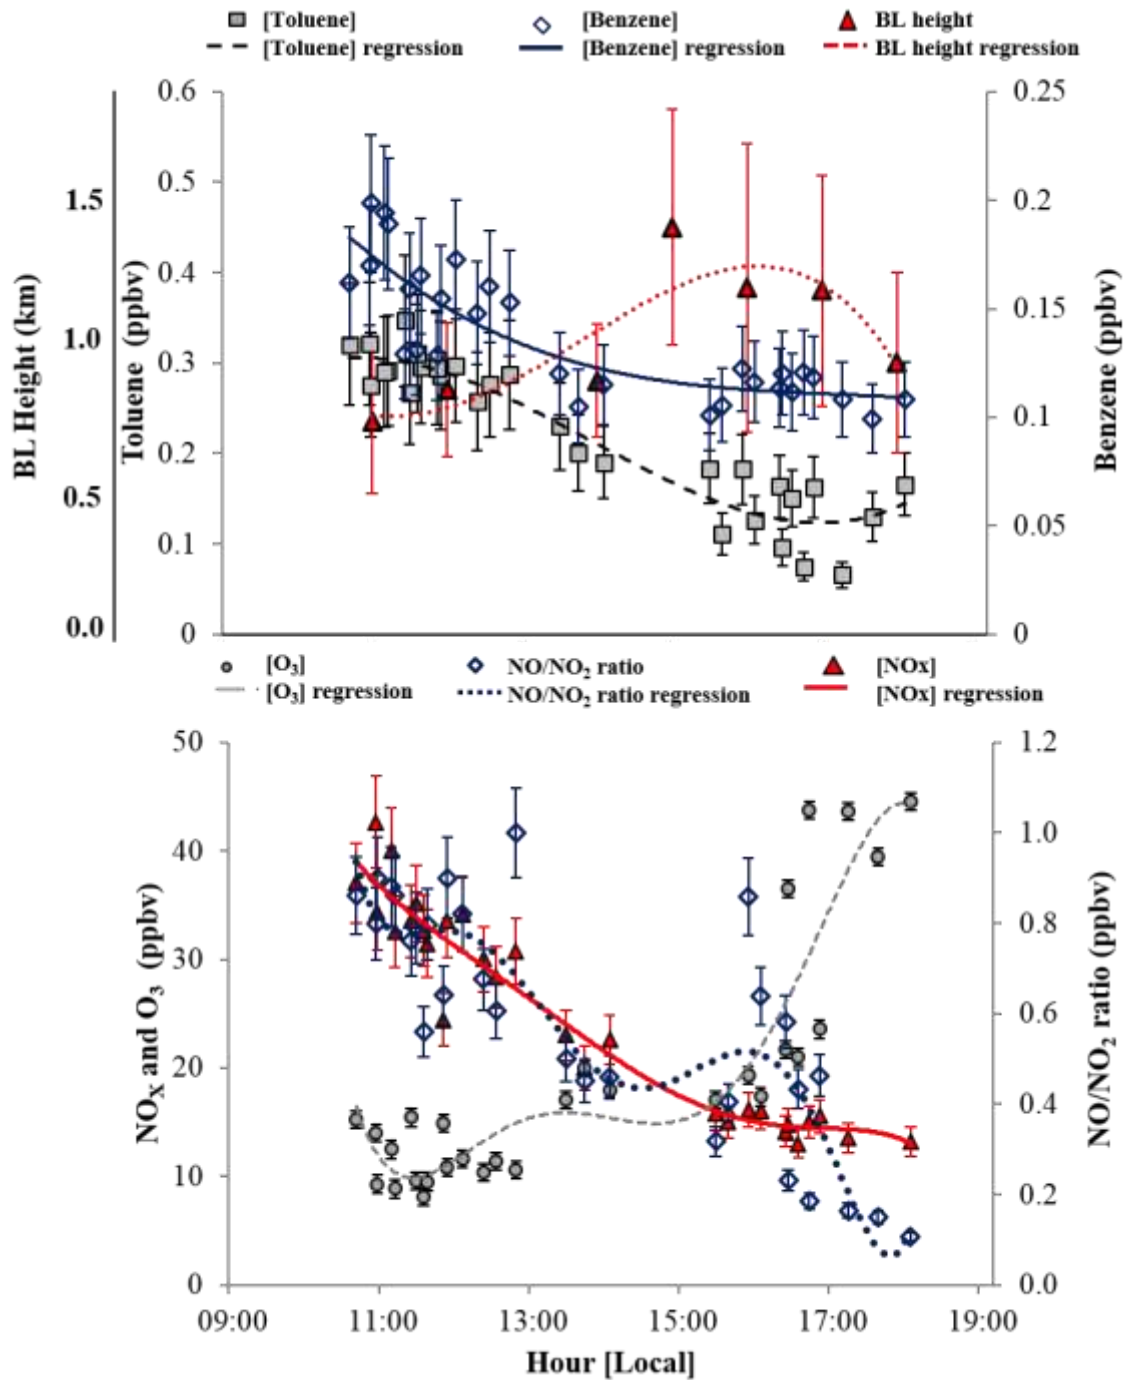 [Toluene] [Benzene] BL height
[Toluene] regression [Benzene] regression BL height regression
0.6 0.25
0.5 0.2
1.5
0.4
0.15
1.0
0.3
0.1
0.2
0.5
0.05
0.1
0.0
0 0
BL Height (km)
Toluene (ppbv)
Benzene (ppbv)
[O₃] NO/NO₂ ratio [NOx]
[O₃] regression NO/NO₂ ratio regression [NOx] regression
50 1.2
1.0
40
0.8
30
0.6
20
0.4
10
0.2
0 0.0
NOX and O₃ (ppbv)
NO/NO₂ ratio (ppbv)
09:00 11:00 13:00 15:00 17:00 19:00
Hour [Local]